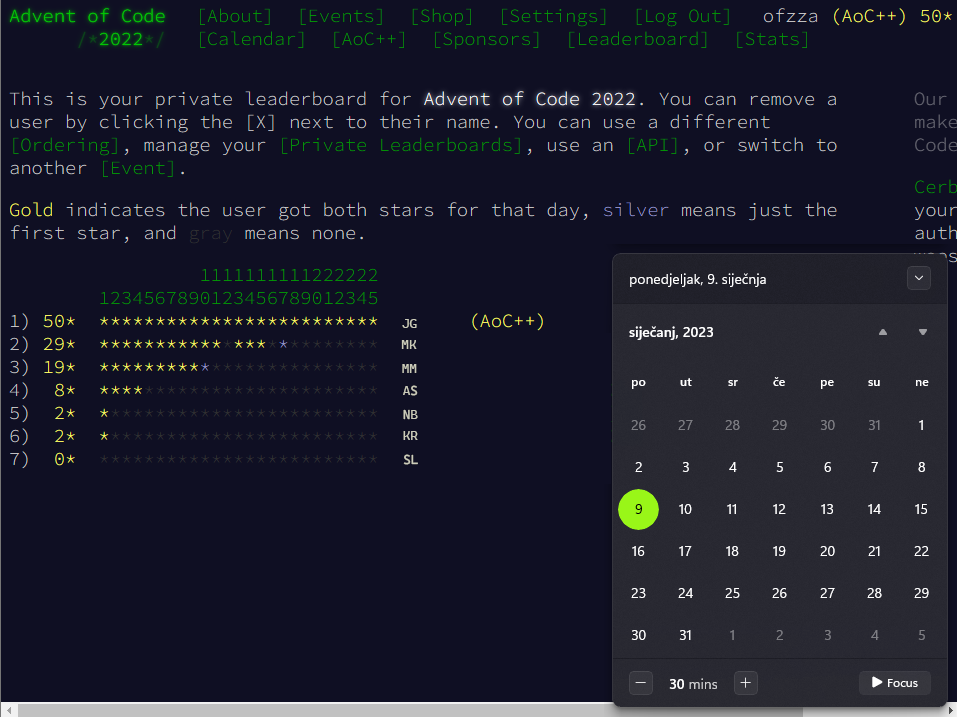 Advent of Code [About] [Events] [Shop] [Settings] [Log Out] ofzza (AoC++) 50*
/*2022*/ [Calendar] [AoC++] [Sponsors] [Leaderboard] [Stats]
This is your private leaderboard for Advent of Code 2022. You can remove a
user by clicking the [X] next to their name. You can use a different
[Ordering], manage your [Private Leaderboards], use an [API], or switch to
another [Event].
Gold indicates the user got both stars for that day, silver means just the
first star, and gray means none.
Our
make
Code
Cerb
your
auth
1111111111222222
1234567890123456789012345
1) 50* ************************* JG (AoC++)
2) 29* ************************* MK
3) 19* ************************* MM
4) 8* ************************* AS
5) 2* ************************* NB
6) 2* ************************* KR
7) 0* ************************* SL
ponedjeljak, 9. siječnja
siječanj, 2023
po ut sr če pe su ne
26 27 28 29 30 31 1
2 3 4 5 6 7 8
9 10 11 12 13 14 15
16 17 18 19 20 21 22
23 24 25 26 27 28 29
30 31 1 2 3 4 5
30 mins
Focus